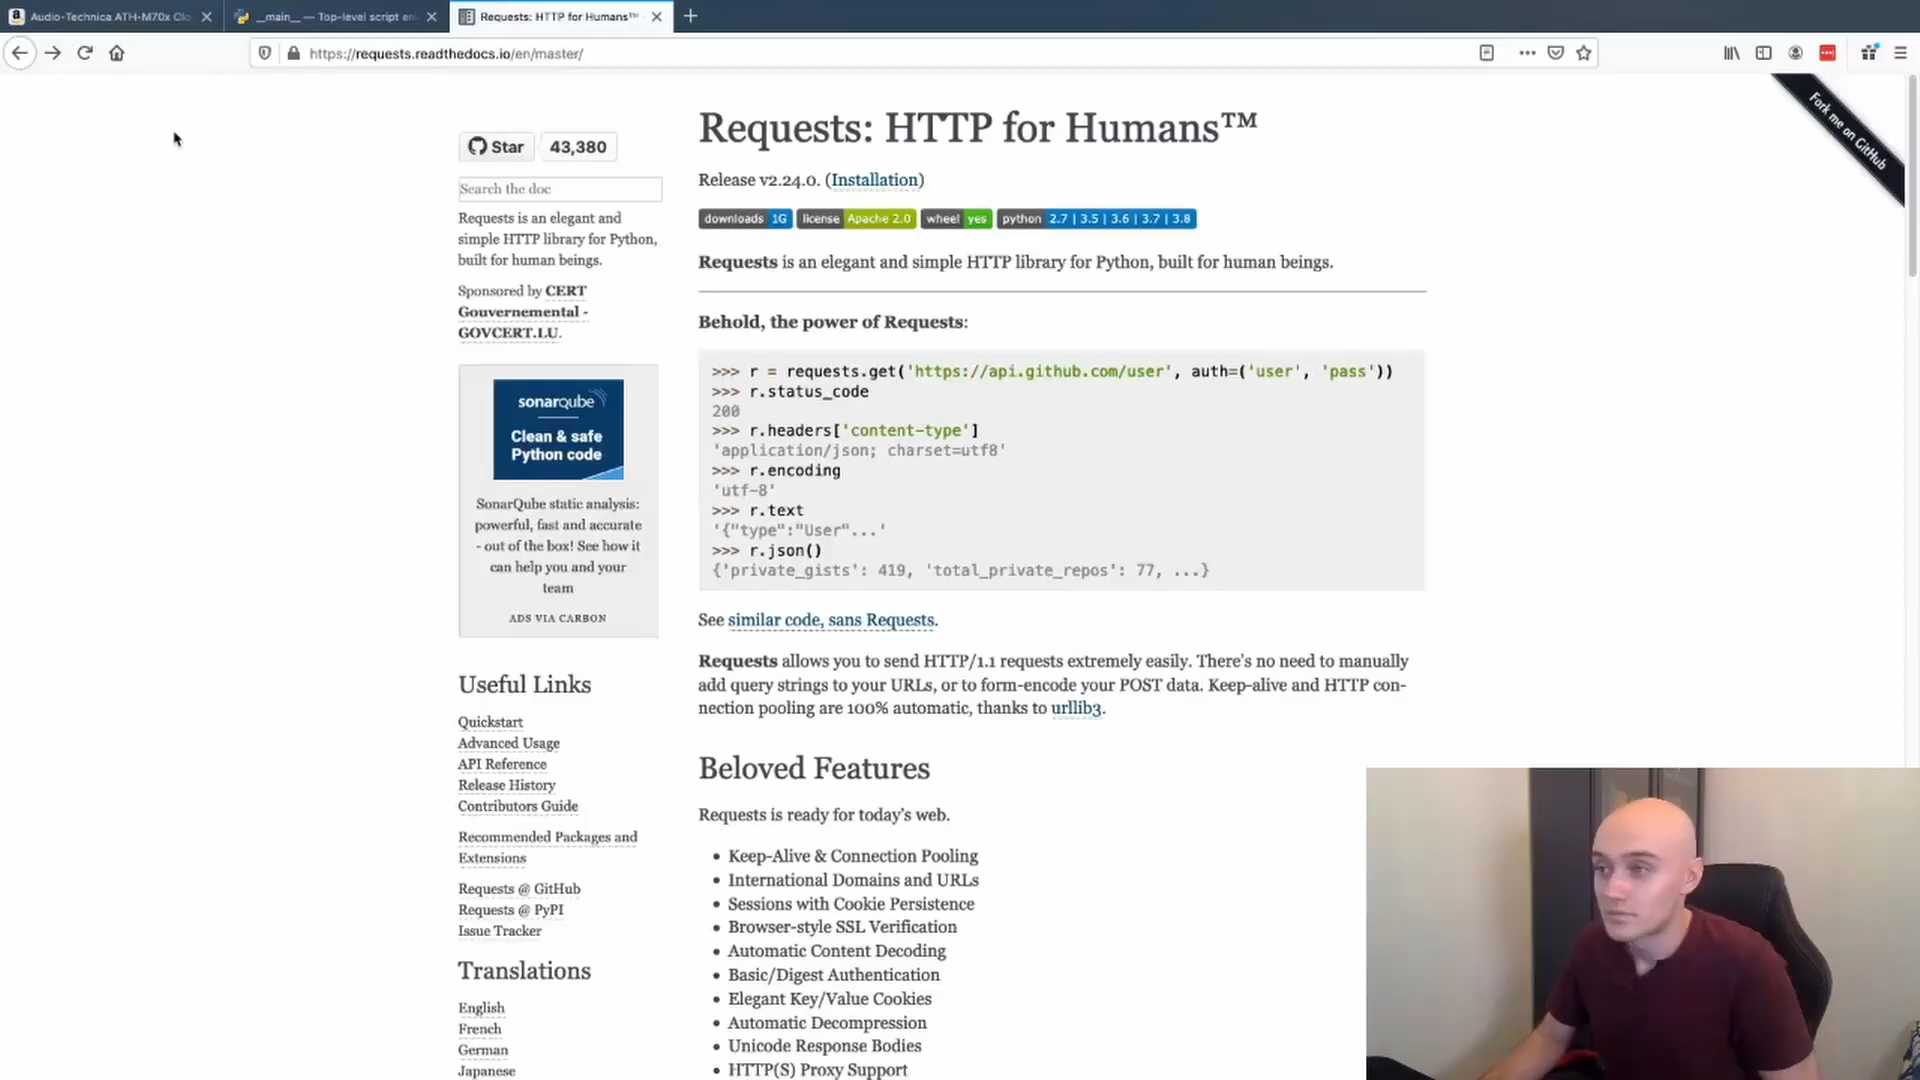 Audio-Technica ATH-M70x Clo
__main__ — Top-level script en
Requests: HTTP for Humans™
https://requests.readthedocs.io/en/master/
Fork me on GitHub
Star 43,380
Search the doc
Requests is an elegant and
simple HTTP library for Python,
built for human beings.
Sponsored by CERT
Gouvernemental -
GOVCERT.LU.
sonarqube
Clean & safe
Python code
SonarQube static analysis:
powerful, fast and accurate
- out of the box! See how it
can help you and your
team
ADS VIA CARBON
Useful Links
Quickstart
Advanced Usage
API Reference
Release History
Contributors Guide
Recommended Packages and
Extensions
Requests @ GitHub
Requests @ PyPI
Issue Tracker
Translations
English
French
German
Japanese
Requests: HTTP for Humans™
Release v2.24.0. (Installation)
downloads 1G license Apache 2.0 wheel yes python 2.7 | 3.5 | 3.6 | 3.7 | 3.8
Requests is an elegant and simple HTTP library for Python, built for human beings.
Behold, the power of Requests:
>>> r = requests.get('https://api.github.com/user', auth=('user', 'pass'))
>>> r.status_code
200
>>> r.headers['content-type']
'application/json; charset=utf8'
>>> r.encoding
'utf-8'
>>> r.text
'{"type":"User"...'
>>> r.json()
{'private_gists': 419, 'total_private_repos': 77, ...}
See similar code, sans Requests.
Requests allows you to send HTTP/1.1 requests extremely easily. There's no need to manually
add query strings to your URLs, or to form-encode your POST data. Keep-alive and HTTP con-
nection pooling are 100% automatic, thanks to urllib3.
Beloved Features
Requests is ready for today's web.
• Keep-Alive & Connection Pooling
• International Domains and URLs
• Sessions with Cookie Persistence
• Browser-style SSL Verification
• Automatic Content Decoding
• Basic/Digest Authentication
• Elegant Key/Value Cookies
• Automatic Decompression
• Unicode Response Bodies
• HTTP(S) Proxy Support